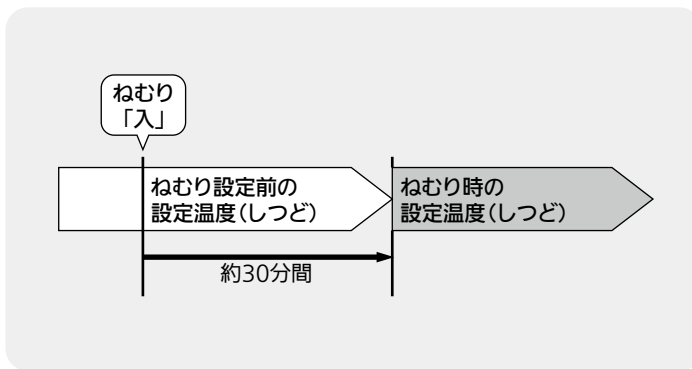 ねむり
「入」
ねむり設定前の
設定温度（しつど）
ねむり時の
設定温度（しつど）
約30分間